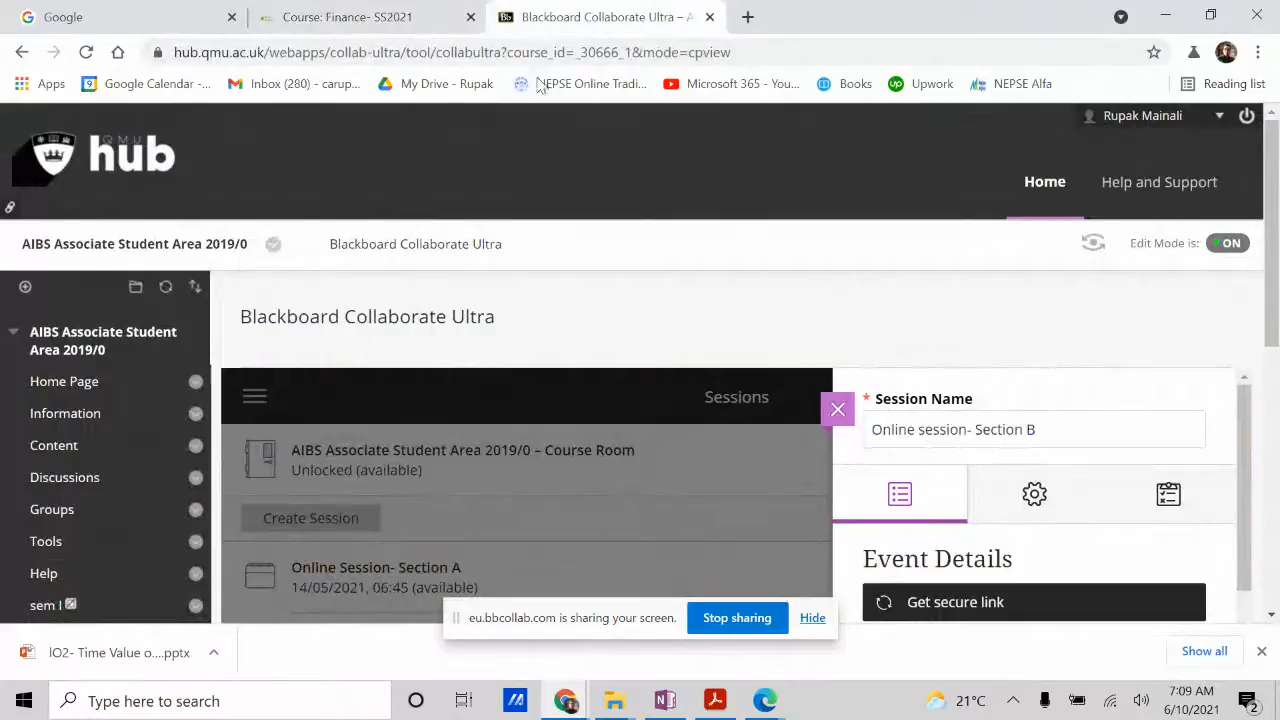 Google
Course: Finance- SS2021
Bb
Blackboard Collaborate Ultra – A
hub.qmu.ac.uk/webapps/collab-ultra/tool/collabultra?course_id=_30666_1&mode=cpview
Apps
Google Calendar -...
Inbox (280) - carup...
My Drive - Rupak
NEPSE Online Tradi...
Microsoft 365 - Yo...
Books
up
Upwork
NEPSE Alfa
Reading list
Rupak Mainali
QMU
hub
Home
Help and Support
AIBS Associate Student Area 2019/0
Blackboard Collaborate Ultra
Edit Mode is:
ON
AIBS Associate Student
Area 2019/0
Home Page
Information
Content
Discussions
Groups
Tools
Help
sem I
Blackboard Collaborate Ultra
Sessions
AIBS Associate Student Area 2019/0 – Course Room
Unlocked (available)
Create Session
Online Session- Section A
14/05/2021, 06:45 (available)
* Session Name
Online session- Section B
Event Details
Get secure link
eu.bbcollab.com is sharing your screen.
Stop sharing
Hide
lO2- Time Value o....pptx
Show all
Type here to search
21°C
7:09 AM
6/10/2021
2